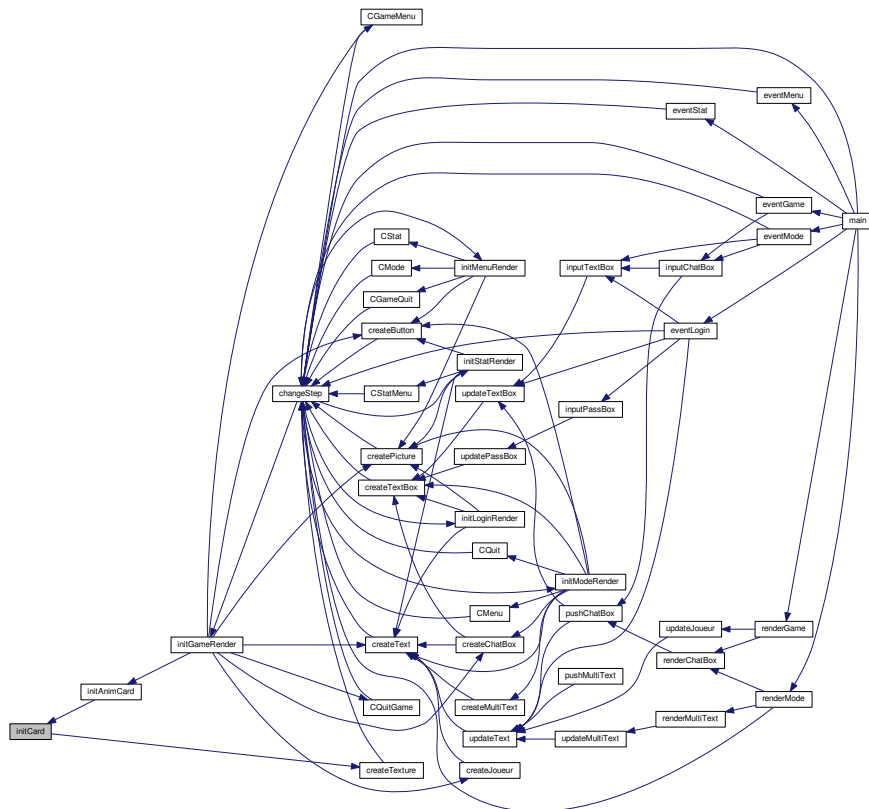 CGameMenu
eventMenu
eventStat
eventGame
main
CStat
eventMode
CMode
initMenuRender
inputTextBox
inputChatBox
CGameQuit
createButton
eventLogin
initStatRender
changeStep
CStatMenu
updateTextBox
inputPassBox
createPicture
updatePassBox
createTextBox
initLoginRender
CQuit
initModeRender
CMenu
pushChatBox
updateJoueur
renderGame
initGameRender
createText
createChatBox
renderChatBox
pushMultiText
initAnimCard
CQuitGame
createMultiText
renderMode
renderMultiText
initCard
updateText
updateMultiText
createTexture
createJoueur